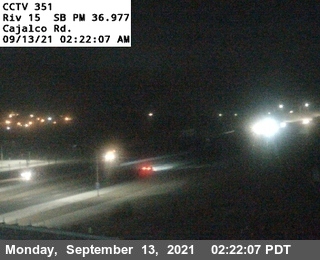 CCTV 351
Riv 15 SB PM 36.977
Cajalco Rd.
09/13/21 02:22:07 AM
Monday, September 13, 2021 02:22:07 PDT